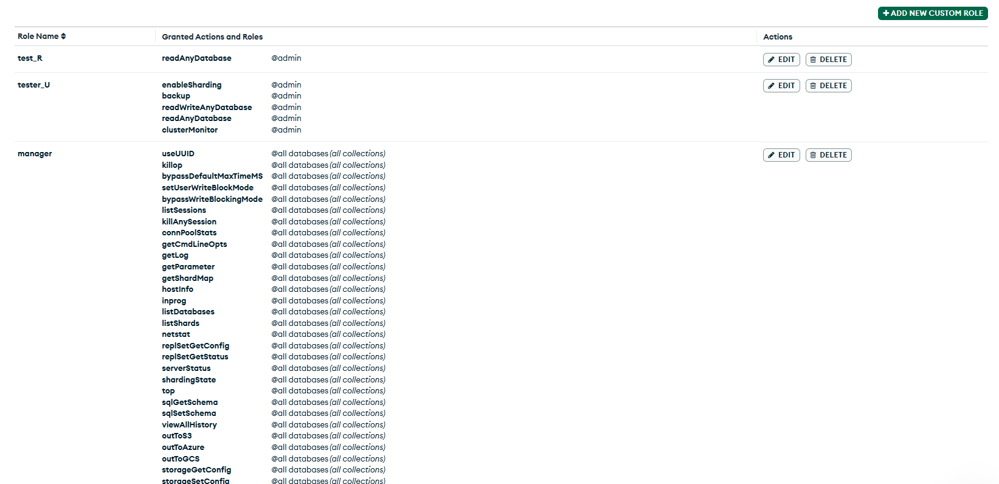 ADD NEW CUSTOM ROLE
Role Name Granted Actions and Roles Actions
test_R readAnyDatabase @admin EDIT DELETE
tester_U enableSharding @admin EDIT DELETE
backup @admin
readWriteAnyDatabase @admin
readAnyDatabase @admin
clusterMonitor @admin
manager useUUID @all databases (all collections) EDIT DELETE
killop @all databases (all collections)
bypassDefaultMaxTimeMS @all databases (all collections)
setUserWriteBlockMode @all databases (all collections)
bypassWriteBlockingMode @all databases (all collections)
listSessions @all databases (all collections)
killAnySession @all databases (all collections)
connPoolStats @all databases (all collections)
getCmdLineOpts @all databases (all collections)
getLog @all databases (all collections)
getParameter @all databases (all collections)
getShardMap @all databases (all collections)
hostInfo @all databases (all collections)
inprog @all databases (all collections)
listDatabases @all databases (all collections)
listShards @all databases (all collections)
netstat @all databases (all collections)
replSetGetConfig @all databases (all collections)
replSetGetStatus @all databases (all collections)
serverStatus @all databases (all collections)
shardingState @all databases (all collections)
top @all databases (all collections)
sqlGetSchema @all databases (all collections)
sqlSetSchema @all databases (all collections)
viewAllHistory @all databases (all collections)
outToS3 @all databases (all collections)
outToAzure @all databases (all collections)
outToGCS @all databases (all collections)
storageGetConfig @all databases (all collections)
storageSetConfig @all databases (all collections)